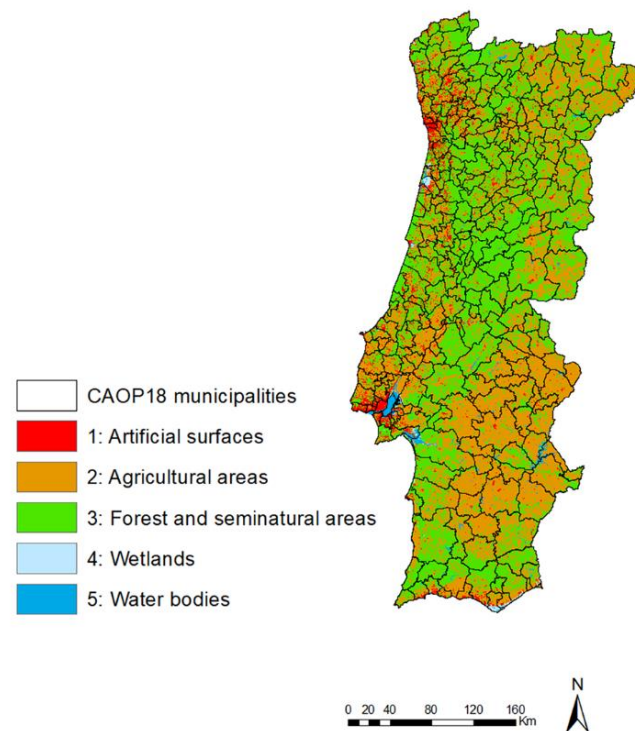 CAOP18 municipalities
1: Artificial surfaces
2: Agricultural areas
3: Forest and seminatural areas
4: Wetlands
5: Water bodies
N
0 20 40 80 120 160
Km